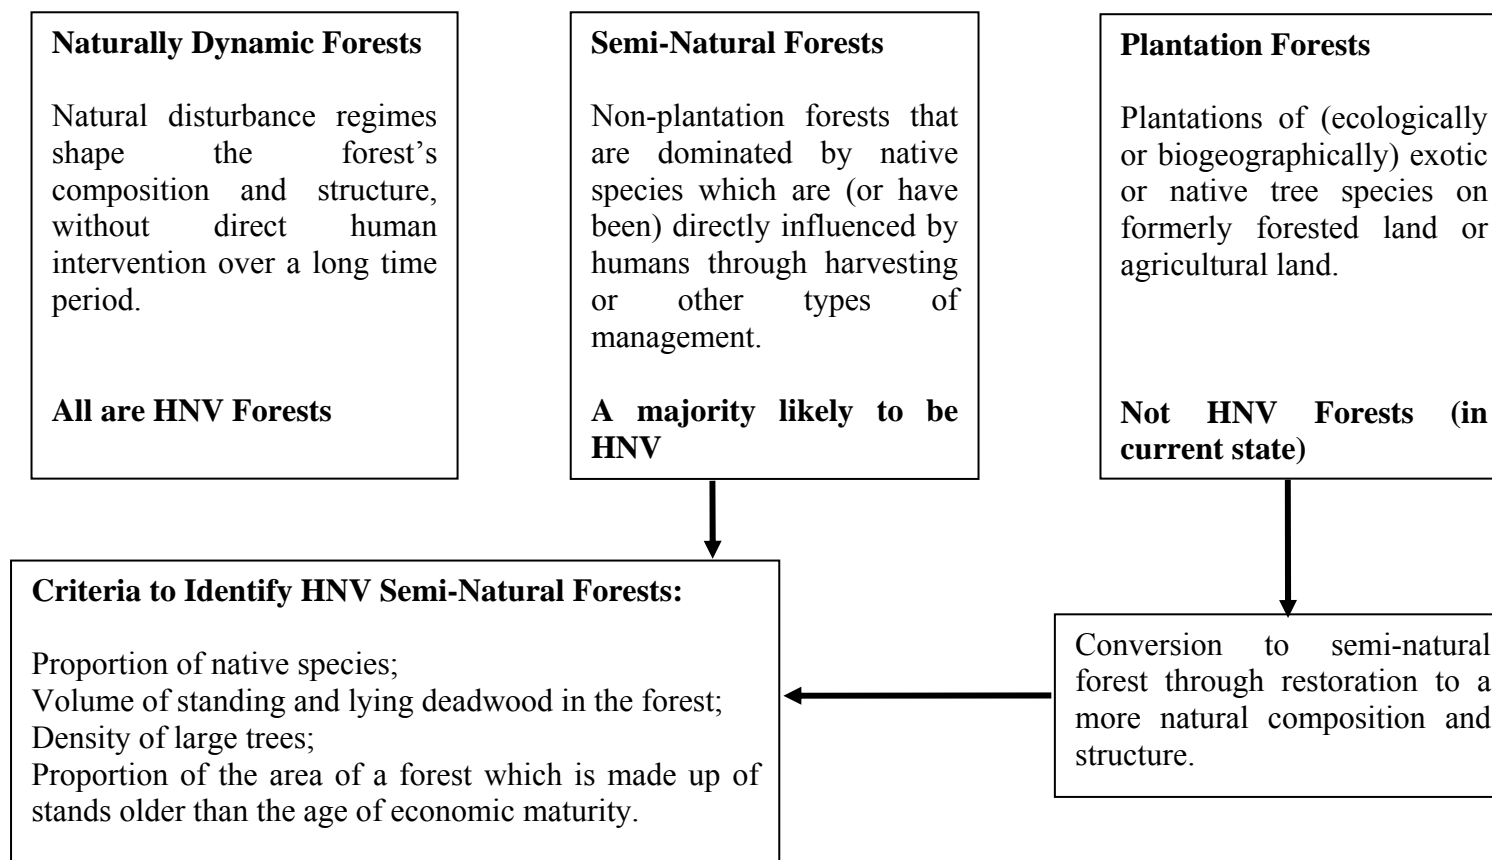 Naturally Dynamic Forests
Natural disturbance regimes
shape the forest’s
composition and structure,
without direct human
intervention over a long time
period.
All are HNV Forests
Semi-Natural Forests
Non-plantation forests that
are dominated by native
species which are (or have
been) directly influenced by
humans through harvesting
or other types of
management.
A majority likely to be
HNV
Plantation Forests
Plantations of (ecologically
or biogeographically) exotic
or native tree species on
formerly forested land or
agricultural land.
Not HNV Forests (in
current state)
Criteria to Identify HNV Semi-Natural Forests:
Proportion of native species;
Volume of standing and lying deadwood in the forest;
Density of large trees;
Proportion of the area of a forest which is made up of
stands older than the age of economic maturity.
Conversion to semi-natural
forest through restoration to a
more natural composition and
structure.